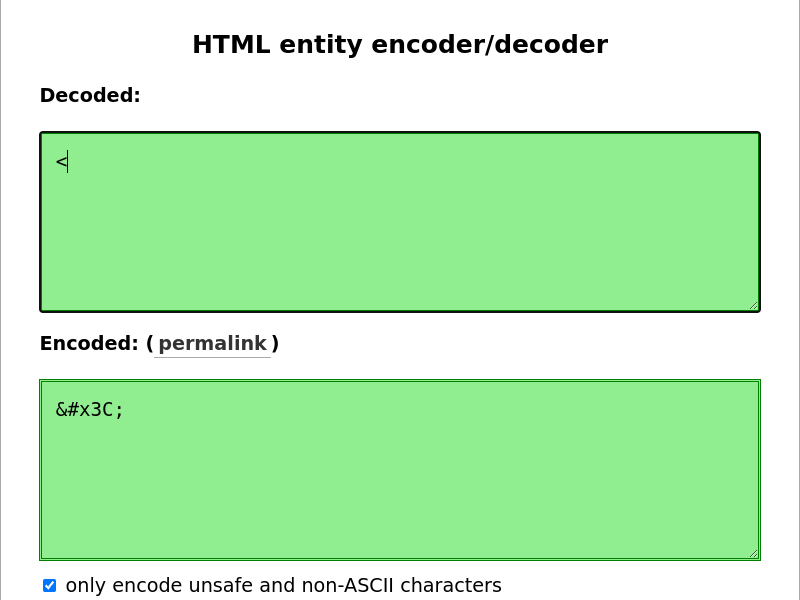 HTML entity encoder/decoder
Decoded:
<
Encoded: (permalink)
&#x3C;
only encode unsafe and non-ASCII characters